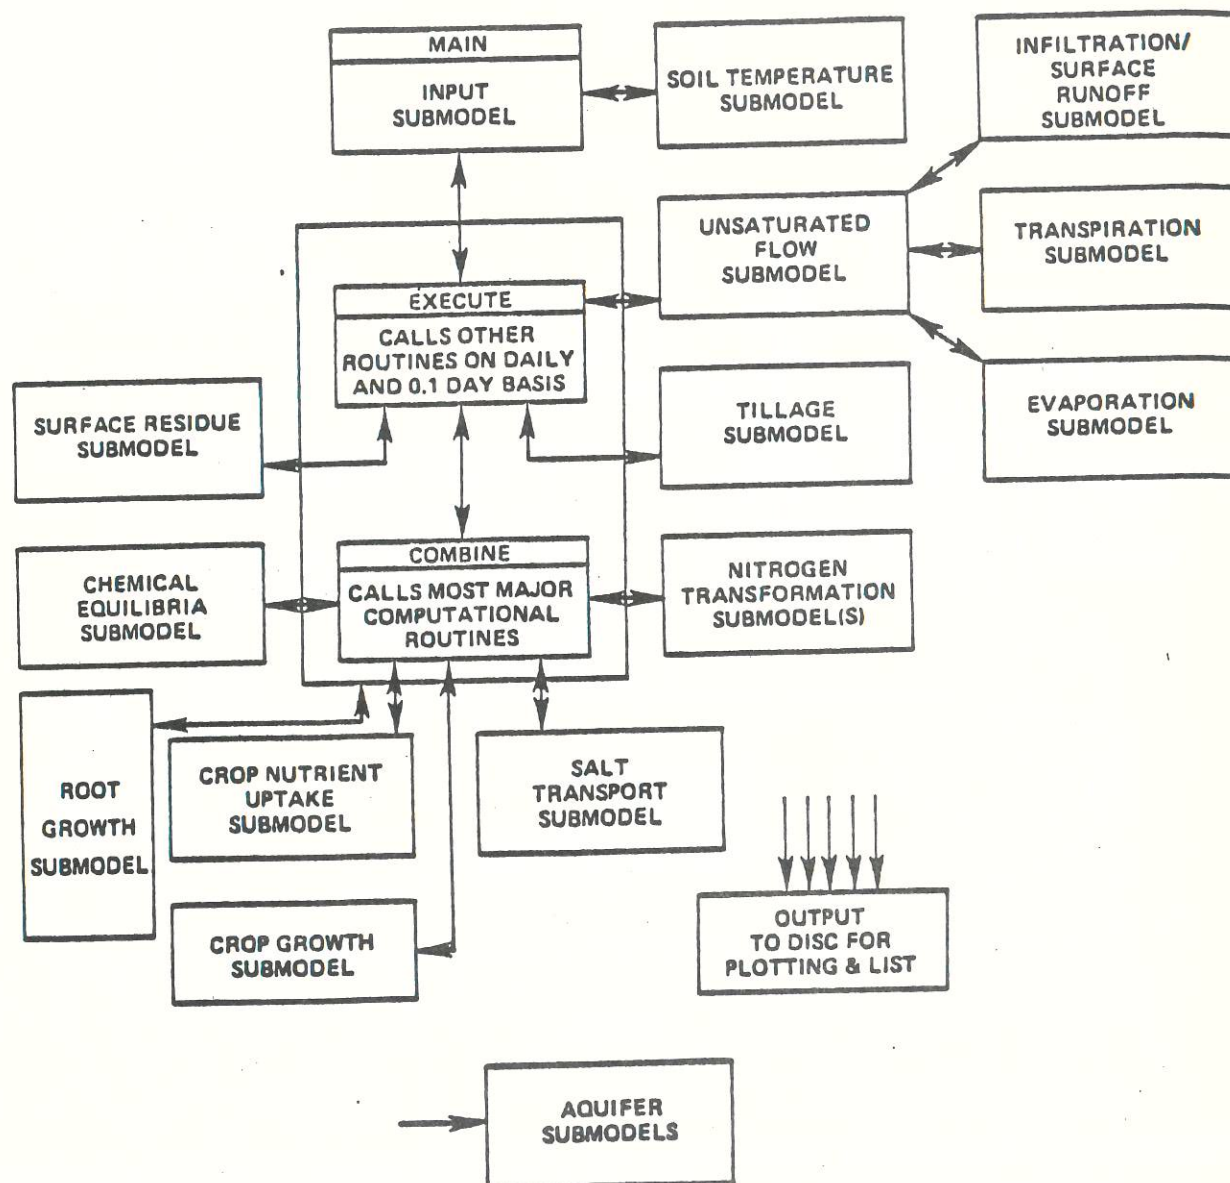 MAIN
INPUT
SUBMODEL
SOIL TEMPERATURE
SUBMODEL
INFILTRATION/
SURFACE
RUNOFF
SUBMODEL
UNSATURATED
FLOW
SUBMODEL
TRANSPIRATION
SUBMODEL
EXECUTE
CALLS OTHER
ROUTINES ON DAILY
AND 0.1 DAY BASIS
SURFACE RESIDUE
SUBMODEL
TILLAGE
SUBMODEL
EVAPORATION
SUBMODEL
CHEMICAL
EQUILIBRIA
SUBMODEL
COMBINE
CALLS MOST MAJOR
COMPUTATIONAL
ROUTINES
NITROGEN
TRANSFORMATION
SUBMODEL(S)
ROOT
GROWTH
SUBMODEL
CROP NUTRIENT
UPTAKE
SUBMODEL
SALT
TRANSPORT
SUBMODEL
CROP GROWTH
SUBMODEL
OUTPUT
TO DISC FOR
PLOTTING & LIST
AQUIFER
SUBMODELS